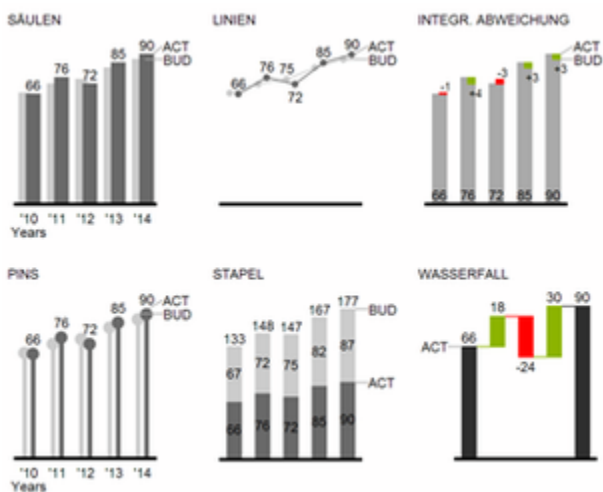 SÄULEN
66 76 72 85 90
ACT
BUD
'10 '11 '12 '13 '14
Years
LINIEN
66 76 75 72 85 90
ACT
BUD
INTEGR. ABWEICHUNG
ACT
BUD
-1 +4 -3 +3 +3
66 76 72 85 90
PINS
66 76 72 85 90
ACT
BUD
'10 '11 '12 '13 '14
Years
STAPEL
133 148 147 167 177
BUD
67 72 75 82 87
ACT
66 76 72 85 90
WASSERFALL
18 30 90
ACT 66
-24